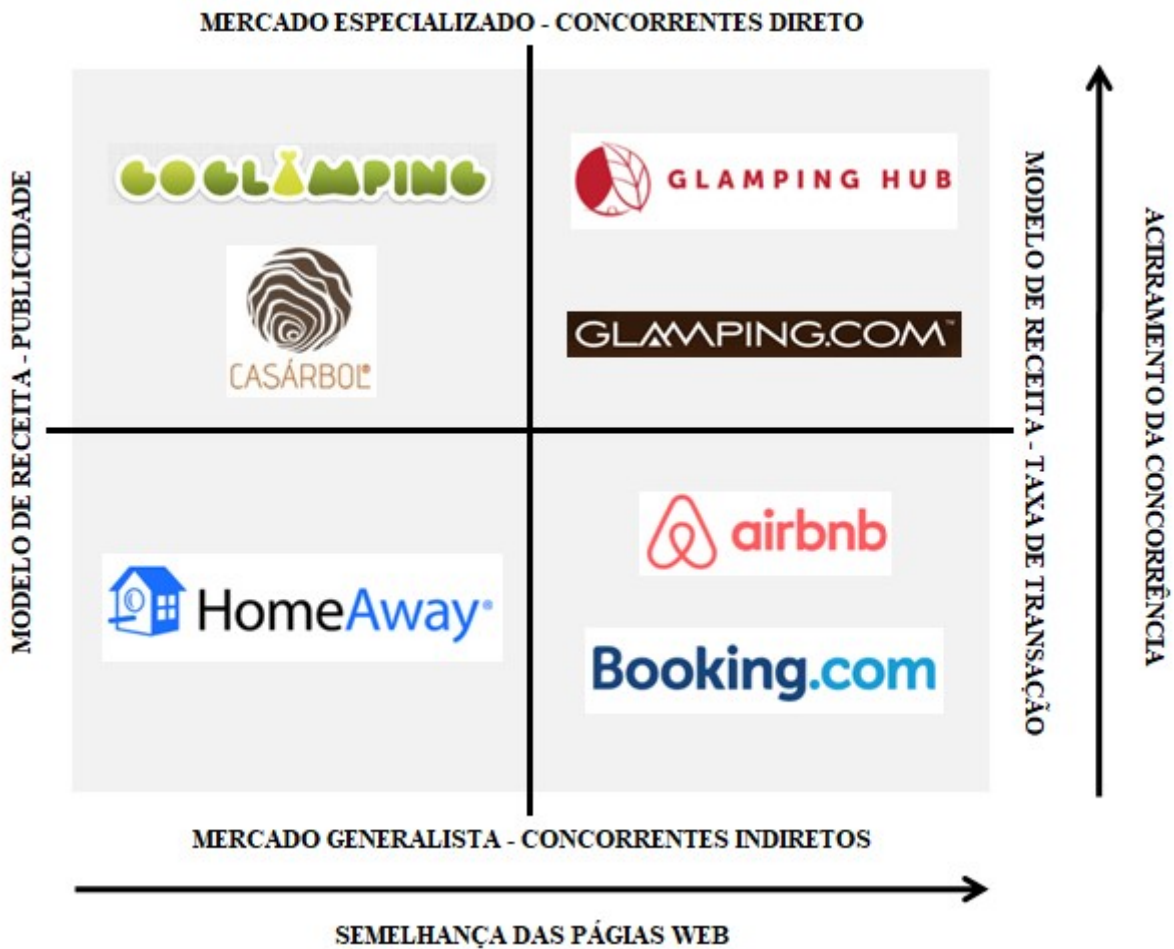 MERCADO ESPECIALIZADO - CONCORRENTES DIRETO
MODELO DE RECEITA - PUBLICIDADE
GOGLAMPING
GLAMPING HUB
CASÁRBOL®
GLAMPING.COM™
MODELO DE RECEITA - TAXA DE TRANSAÇÃO
ACIRRAMENTO DA CONCORRÊNCIA
HomeAway®
airbnb
Booking.com
MERCADO GENERALISTA - CONCORRENTES INDIRETOS
SEMELHANÇA DAS PÁGIAS WEB